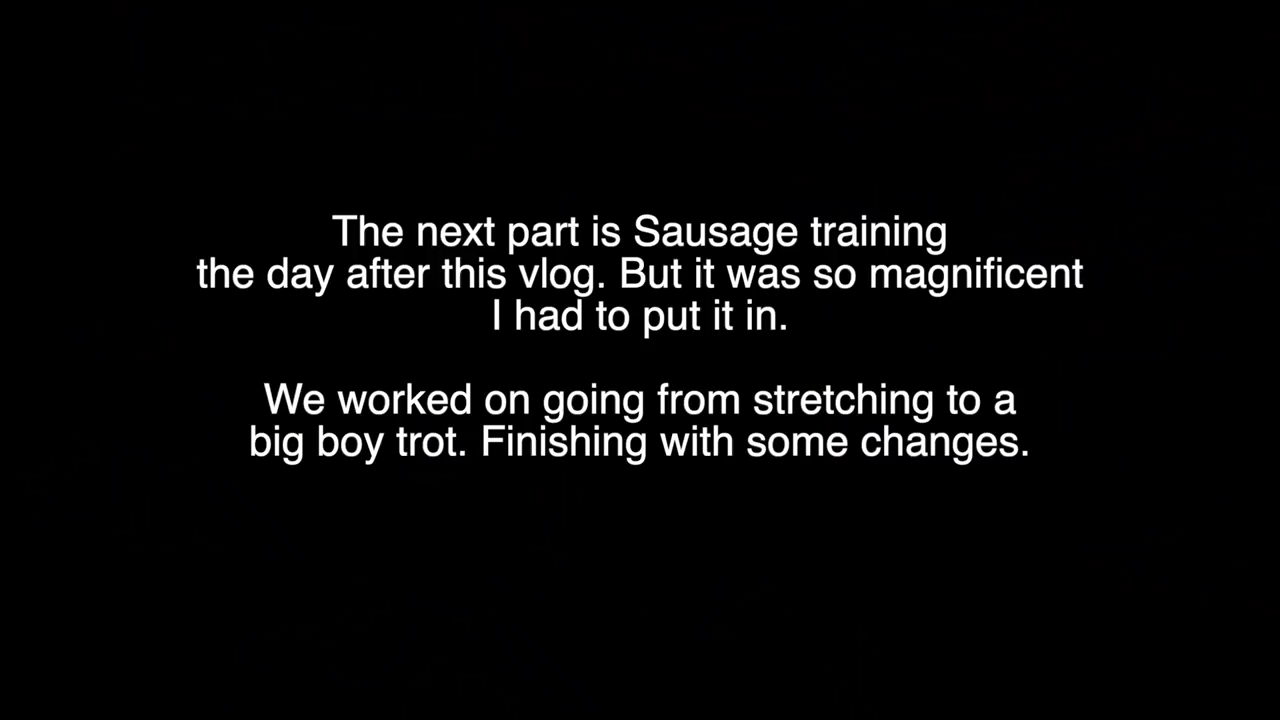 The next part is Sausage training
the day after this vlog. But it was so magnificent
I had to put it in.
We worked on going from stretching to a
big boy trot. Finishing with some changes.